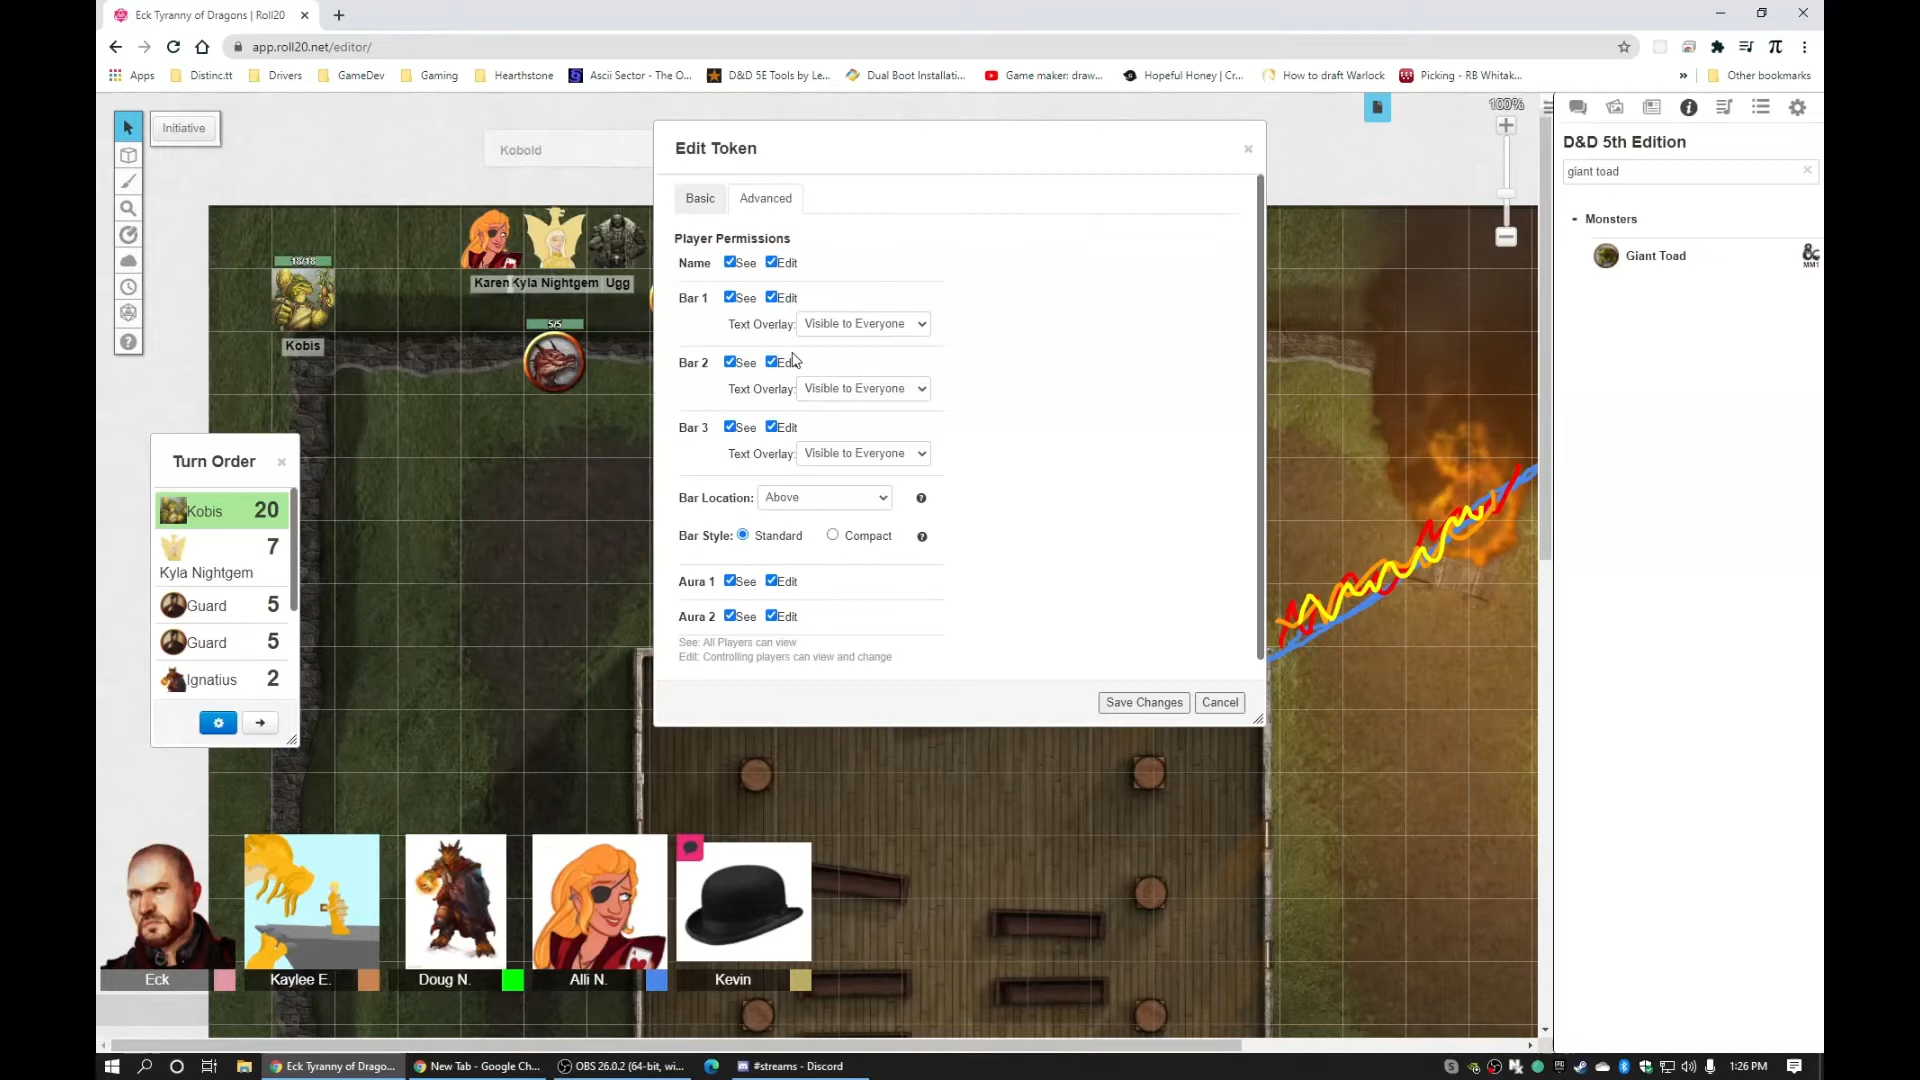 Eck Tyranny of Dragons | Roll20
app.roll20.net/editor/
Apps Distinc.tt Drivers GameDev Gaming Hearthstone Ascii Sector - The O... D&D 5E Tools by Le... Dual Boot Installati... Game maker: draw... Hopeful Honey | Cr... How to draft Warlock Picking - RB Whitak... » Other bookmarks
Initiative
Kobold
100%
18/18
Karen Kyla Nightgem Ugg
5/5
Kobis
Edit Token
Basic Advanced
Player Permissions
Name See Edit
Bar 1 See Edit
Text Overlay: Visible to Everyone
Bar 2 See Edit
Text Overlay: Visible to Everyone
Bar 3 See Edit
Text Overlay: Visible to Everyone
Bar Location: Above
Bar Style: Standard Compact
Aura 1 See Edit
Aura 2 See Edit
See: All Players can view
Edit: Controlling players can view and change
Save Changes Cancel
Turn Order
Kobis 20
7
Kyla Nightgem
Guard 5
Guard 5
Ignatius 2
D&D 5th Edition
giant toad
Monsters
Giant Toad
MM1
Eck Kaylee E. Doug N. Alli N. Kevin
Eck Tyranny of Drago... New Tab - Google Ch... OBS 26.0.2 (64-bit, wi... #streams - Discord 1:26 PM